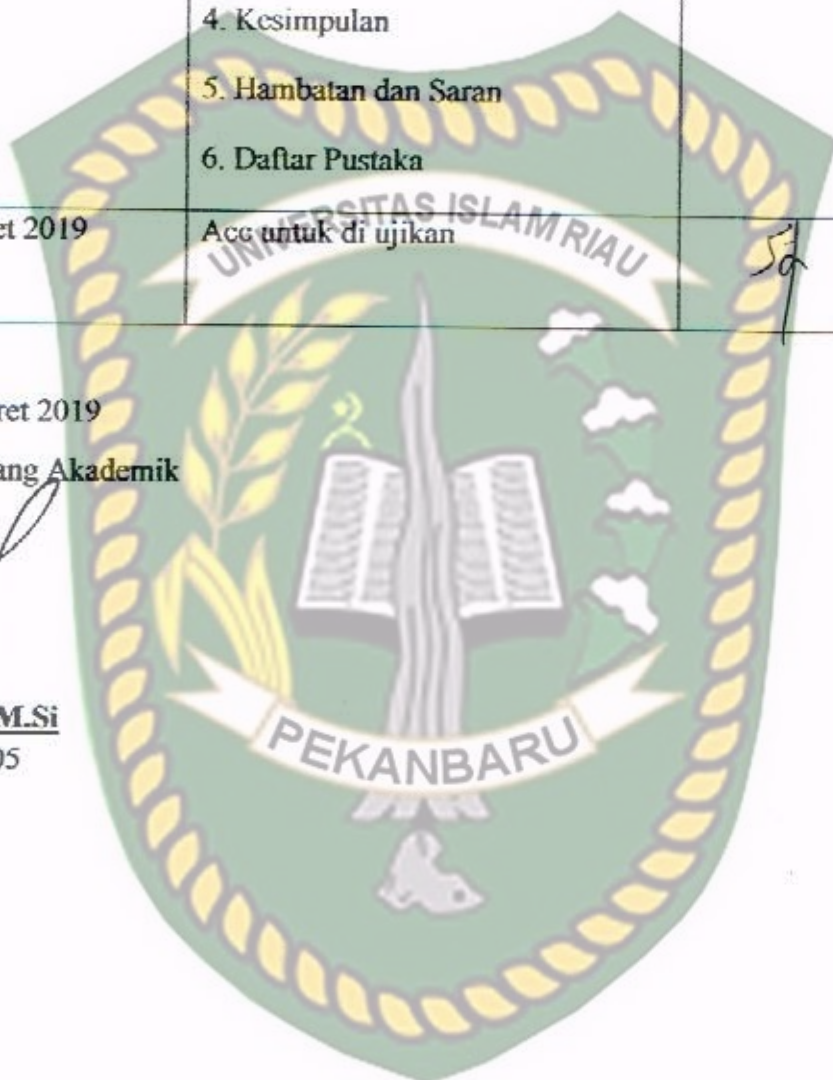 4. Kesimpulan
5. Hambatan dan Saran
6. Daftar Pustaka
et 2019
Acc untuk di ujikan
UNIVERSITAS ISLAM RIAU
ret 2019
ang Akademik
M.Si
05
PEKANBARU